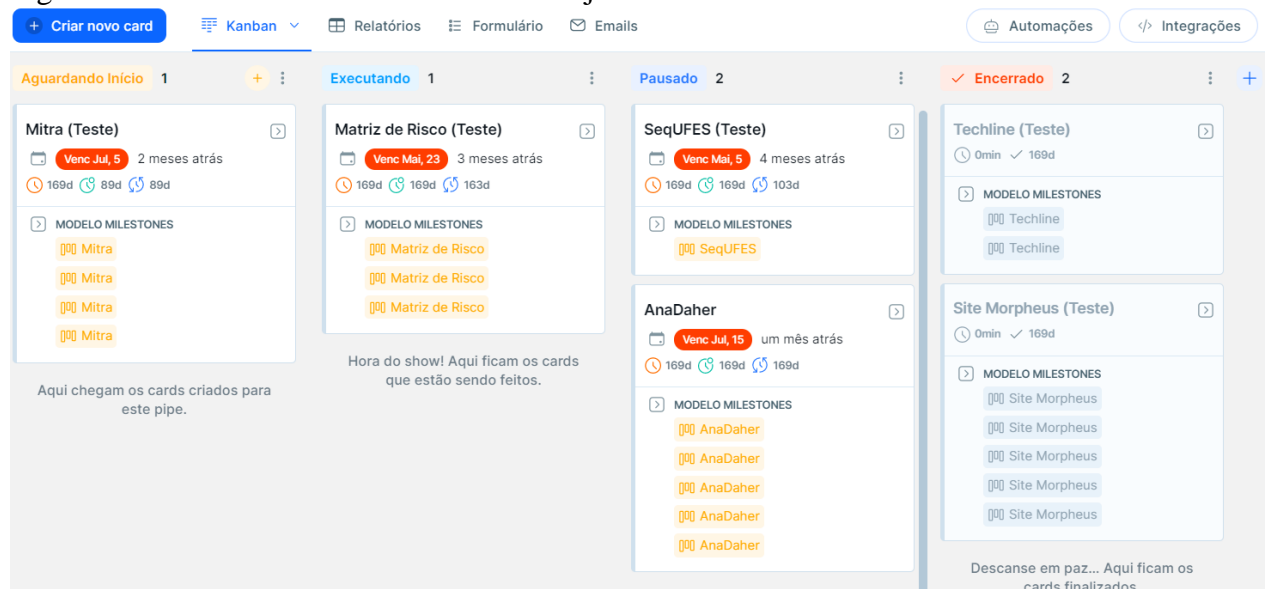 Criar novo card
Kanban
Relatórios
Formulário
Emails
Automações
Integrações
Aguardando Início 1
Mitra (Teste)
Venc Jul, 5 2 meses atrás
169d 89d 89d
MODELO MILESTONES
Mitra
Mitra
Mitra
Mitra
Aqui chegam os cards criados para
este pipe.
Executando 1
Matriz de Risco (Teste)
Venc Mai, 23 3 meses atrás
169d 169d 163d
MODELO MILESTONES
Matriz de Risco
Matriz de Risco
Matriz de Risco
Hora do show! Aqui ficam os cards
que estão sendo feitos.
Pausado 2
SeqUFES (Teste)
Venc Mai, 5 4 meses atrás
169d 169d 103d
MODELO MILESTONES
SeqUFES
AnaDaher
Venc Jul, 15 um mês atrás
169d 169d 169d
MODELO MILESTONES
AnaDaher
AnaDaher
AnaDaher
AnaDaher
AnaDaher
Encerrado 2
Techline (Teste)
0min 169d
MODELO MILESTONES
Techline
Techline
Site Morpheus (Teste)
0min 169d
MODELO MILESTONES
Site Morpheus
Site Morpheus
Site Morpheus
Site Morpheus
Site Morpheus
Descanse em paz... Aqui ficam os
cards finalizados